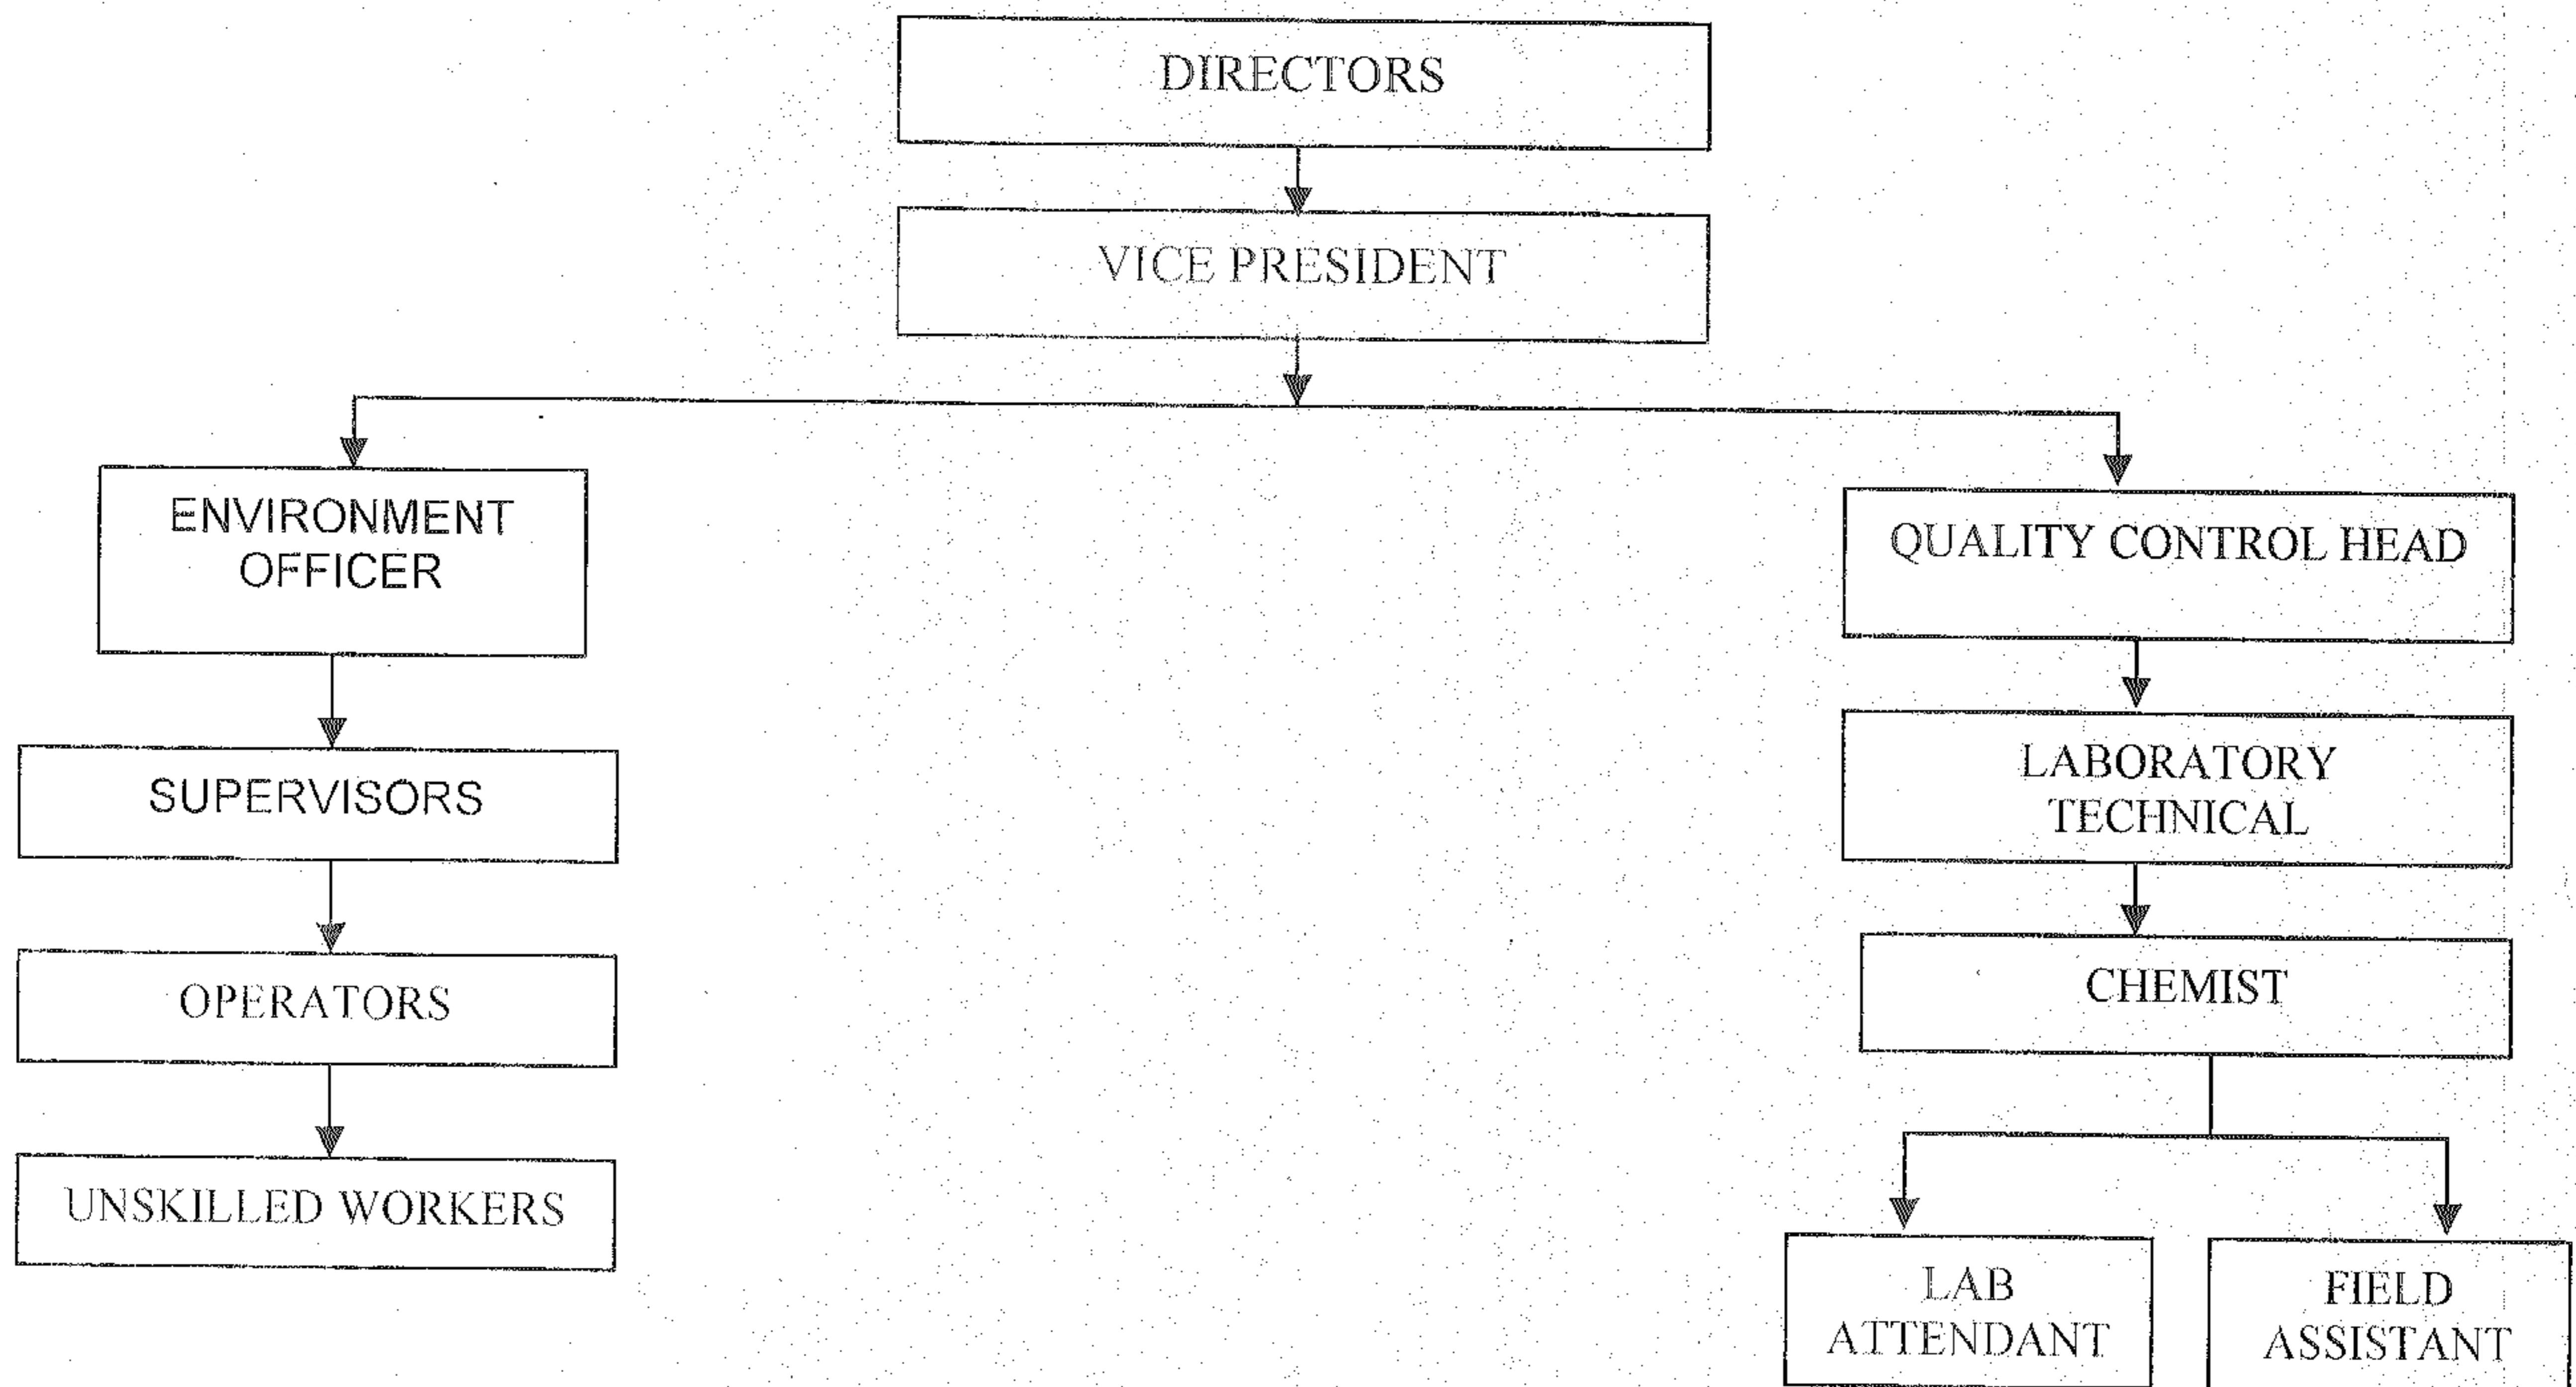 DIRECTORS
VICE PRESIDENT
ENVIRONMENT
OFFICER
QUALITY CONTROL HEAD
SUPERVISORS
LABORATORY
TECHNICAL
OPERATORS
CHEMIST
UNSKILLED WORKERS
LAB
ATTENDANT
FIELD
ASSISTANT